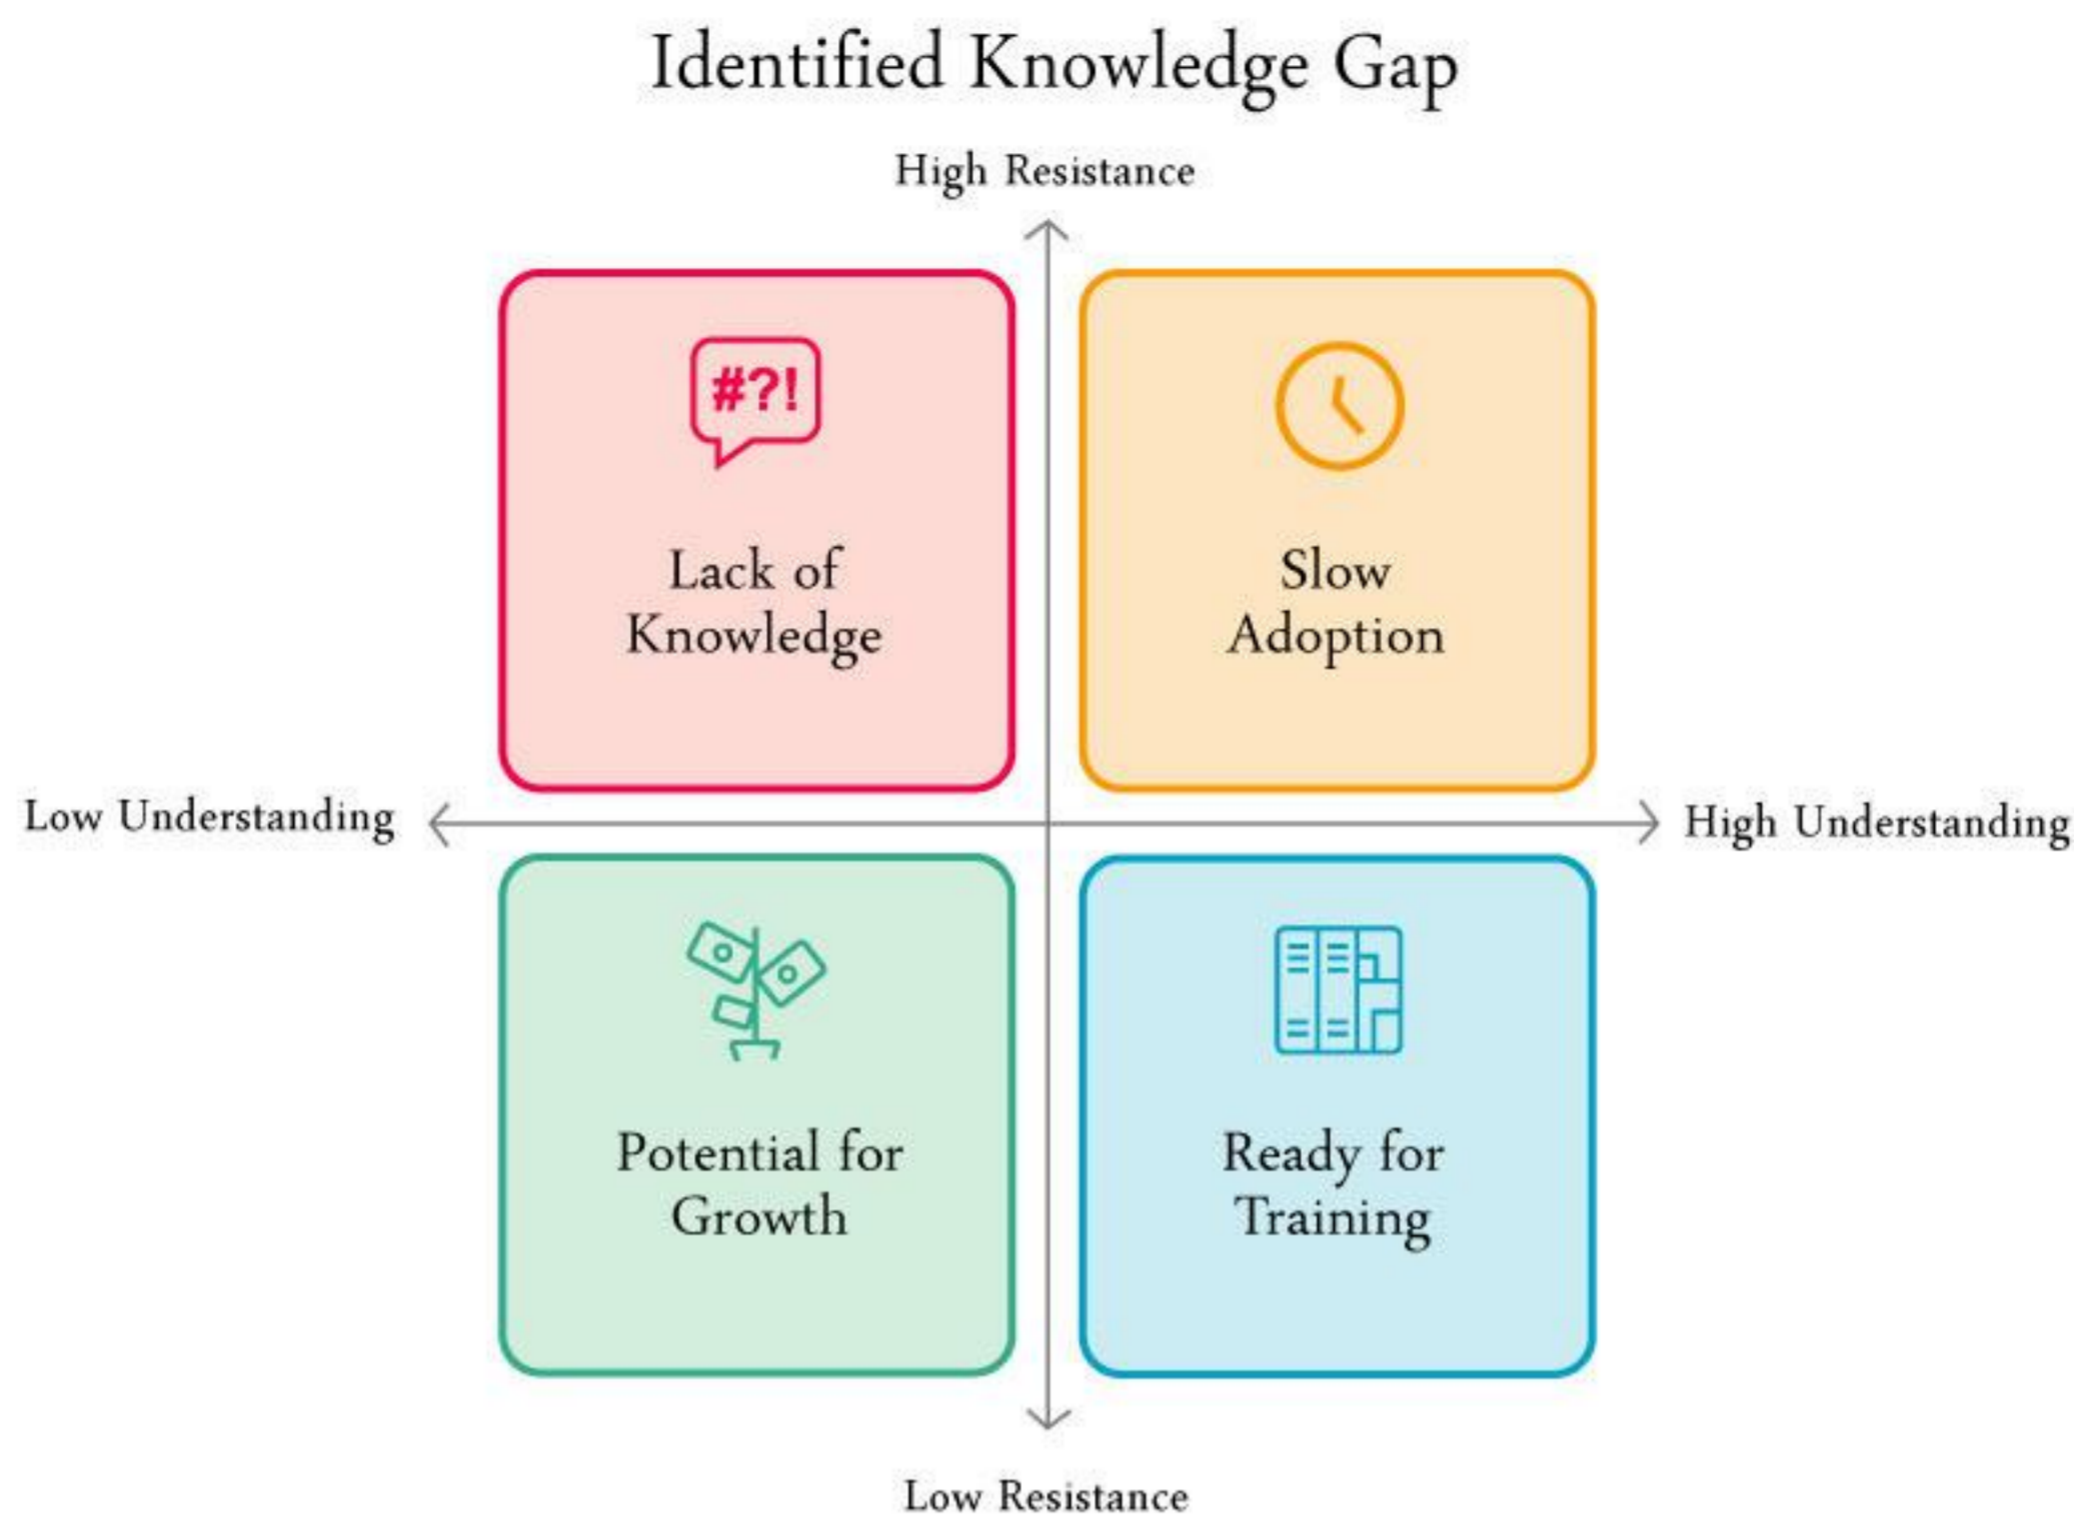 Identified Knowledge Gap
High Resistance
#?!
Lack of
Knowledge
Slow
Adoption
Low Understanding
High Understanding
Potential for
Growth
Ready for
Training
Low Resistance